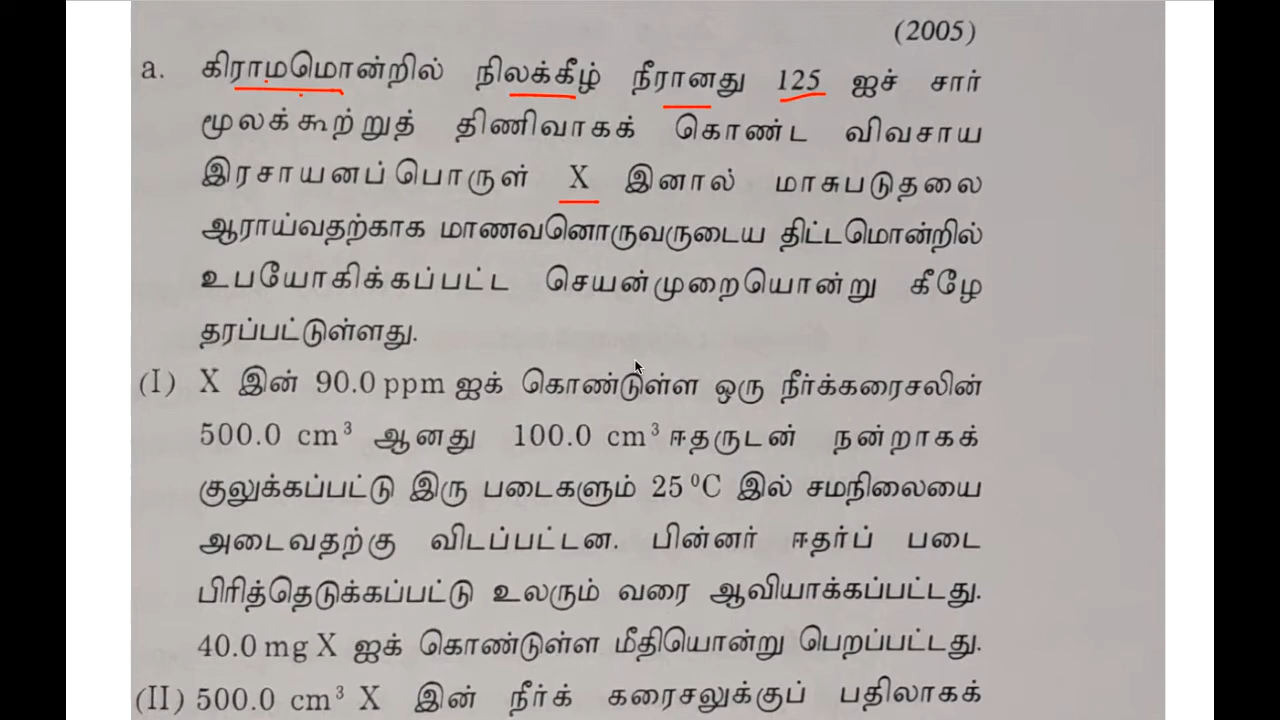 (2005)
a. கிராமமொன்றில் நிலக்கீழ் நீரானது 125 ஐச் சார்
மூலக்கூற்றுத் திணிவாகக் கொண்ட விவசாய
இரசாயனப்பொருள் X இனால் மாசுபடுதலை
ஆராய்வதற்காக மாணவனொருவருடைய திட்டமொன்றில்
உபயோகிக்கப்பட்ட செயன்முறையொன்று கீழே
தரப்பட்டுள்ளது.
(I) X இன் 90.0 ppm ஐக் கொண்டுள்ள ஒரு நீர்க்கரைசலின்
500.0 cm³ ஆனது 100.0 cm³ ஈதருடன் நன்றாகக்
குலுக்கப்பட்டு இரு படைகளும் 25 ⁰C இல் சமநிலையை
அடைவதற்கு விடப்பட்டன. பின்னர் ஈதர்ப் படை
பிரித்தெடுக்கப்பட்டு உலரும் வரை ஆவியாக்கப்பட்டது.
40.0 mg X ஐக் கொண்டுள்ள மீதியொன்று பெறப்பட்டது.
(II) 500.0 cm³ X இன் நீர்க் கரைசலுக்குப் பதிலாகக்